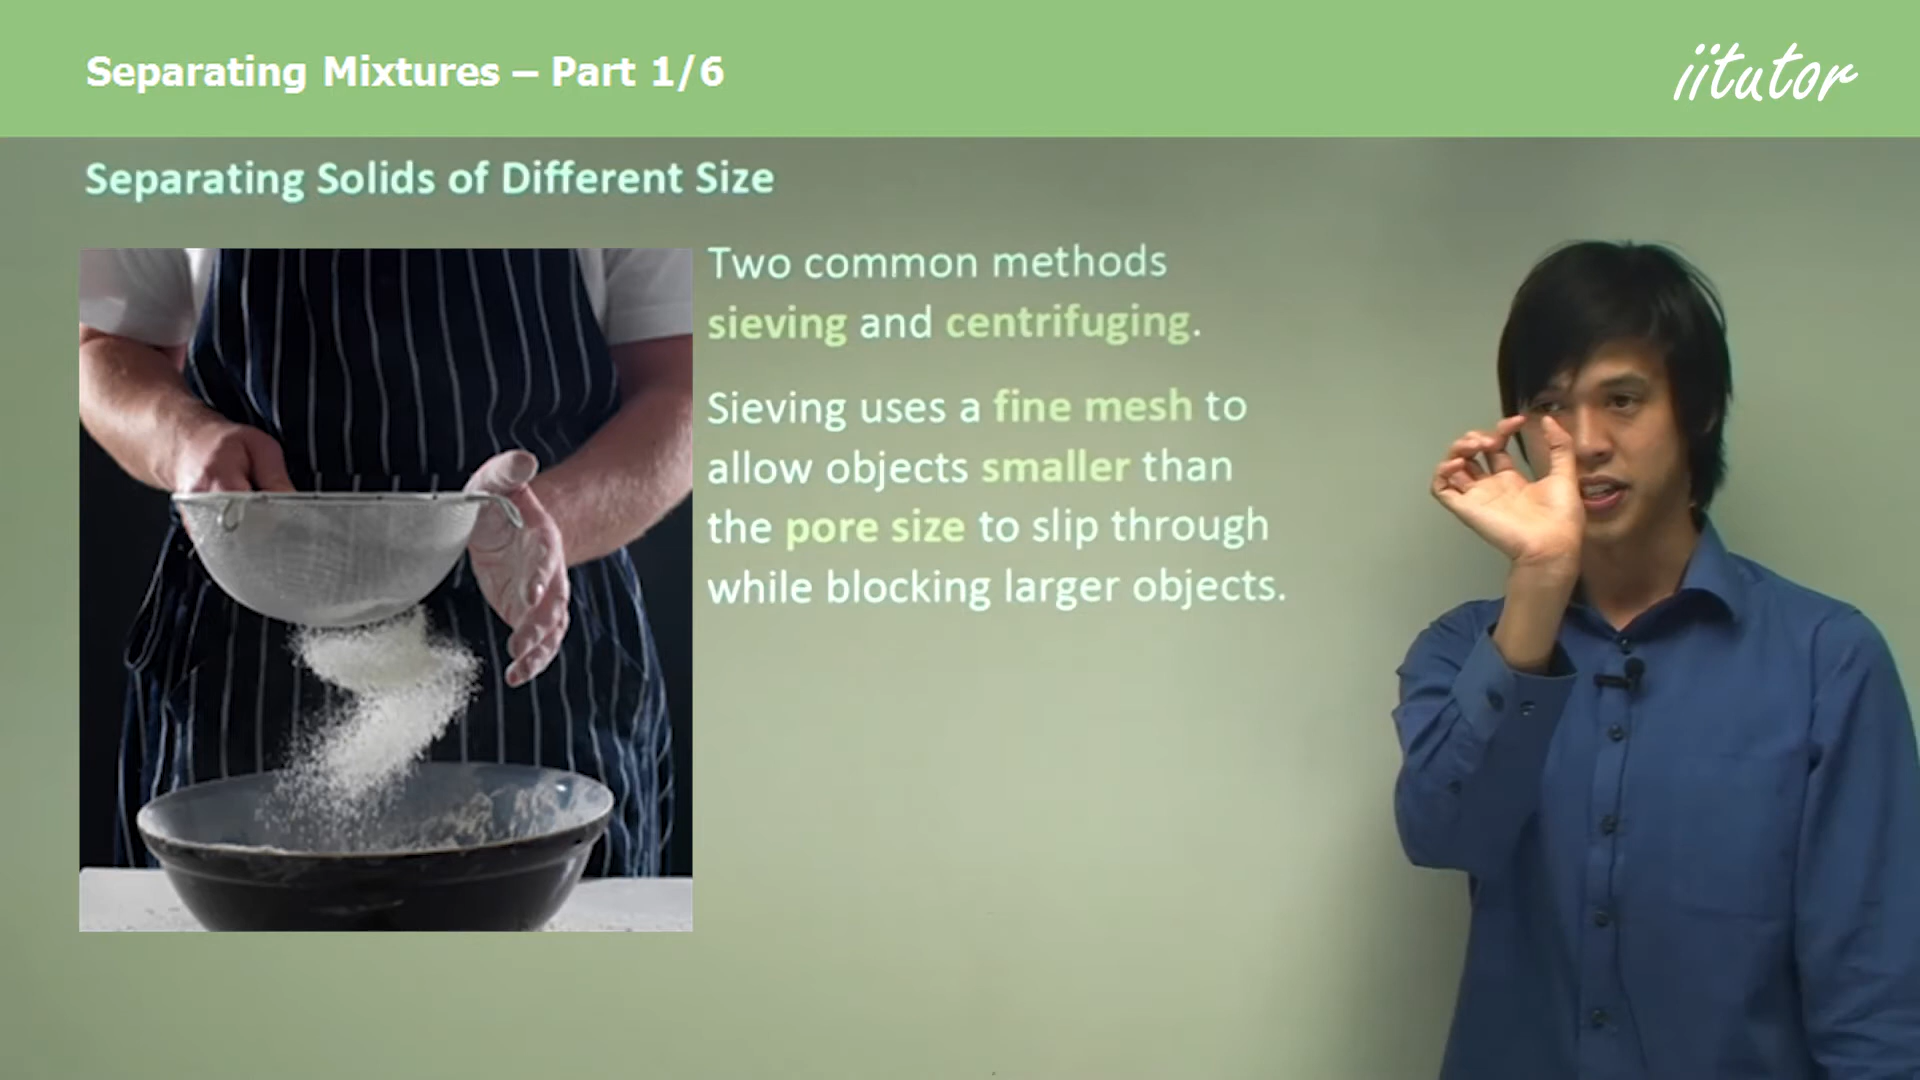 Separating Mixtures – Part 1/6
iitutor
Separating Solids of Different Size
Two common methods
sieving and centrifuging.
Sieving uses a fine mesh to
allow objects smaller than
the pore size to slip through
while blocking larger objects.